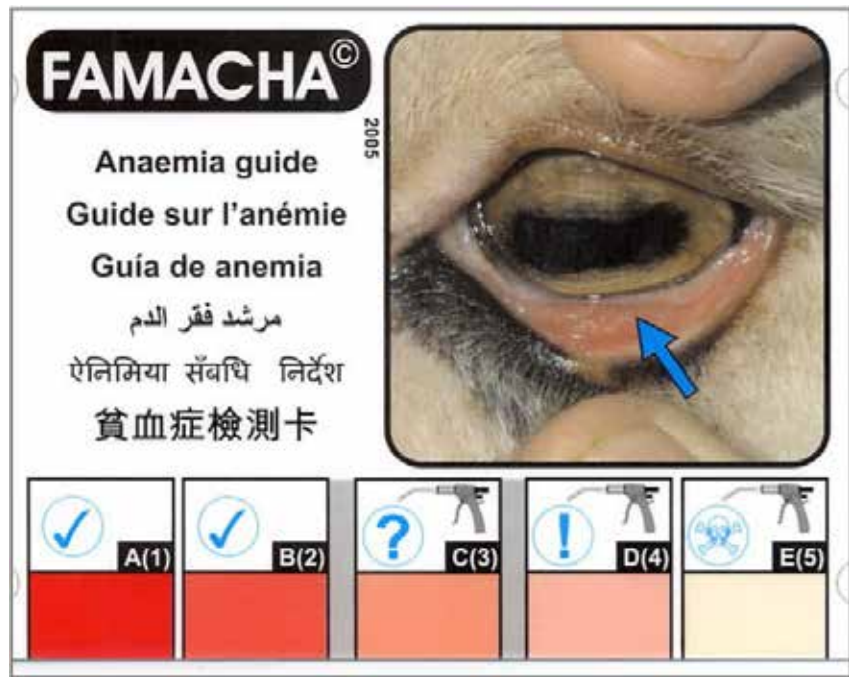 FAMACHA©
2005
Anaemia guide
Guide sur l'anémie
Guía de anemia
مرشد فقر الدم
ऐनिमिया सँबधि निर्देश
貧血症檢測卡
A(1)
B(2)
? C(3)
! D(4)
E(5)